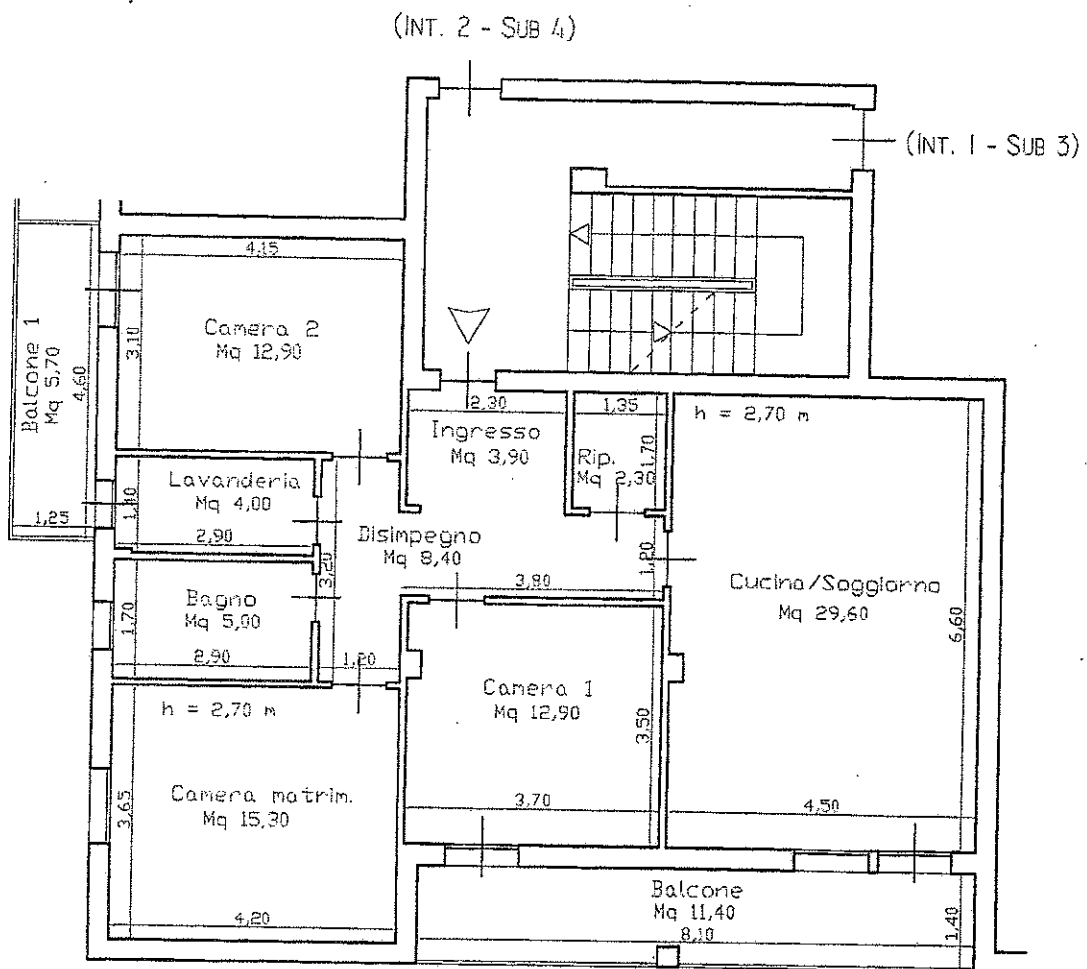 (INT. 2 - SUB 4)
(INT. 1 - SUB 3)
4,15
Camera 2
Mq 12,90
3,10
Balcone 1
Mq 5,70
4,60
1,25
2,30
Ingresso
Mq 3,90
1,35
Rip.
Mq 2,30
1,70
h = 2,70 m
Lavanderia
Mq 4,00
1,40
2,90
Disimpegno
Mq 8,40
3,20
3,80
1,20
Cucina/Soggiorno
Mq 29,60
6,60
Bagno
Mq 5,00
1,70
2,90
1,20
h = 2,70 m
Camera 1
Mq 12,90
3,50
3,70
4,50
Camera matrim.
Mq 15,30
3,65
4,20
Balcone
Mq 11,40
8,10
1,40